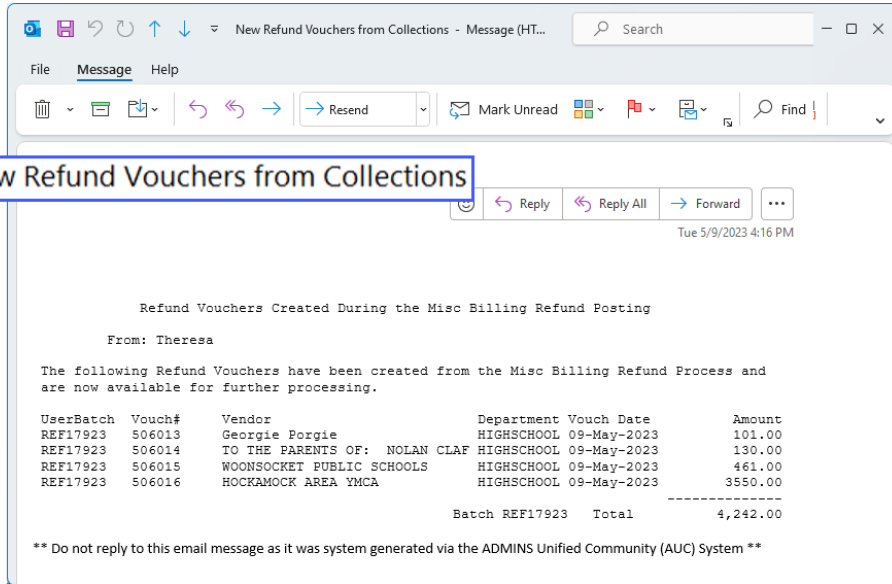 New Refund Vouchers from Collections - Message (HT...
Search
File Message Help
Resend Mark Unread Find
Refund Vouchers from Collections
Reply Reply All Forward
Tue 5/9/2023 4:16 PM
Refund Vouchers Created During the Misc Billing Refund Posting
From: Theresa
The following Refund Vouchers have been created from the Misc Billing Refund Process and
are now available for further processing.
UserBatch Vouch# Vendor Department Vouch Date Amount
REF17923 506013 Georgie Porgie HIGHSCHOOL 09-May-2023 101.00
REF17923 506014 TO THE PARENTS OF: NOLAN CLAF HIGHSCHOOL 09-May-2023 130.00
REF17923 506015 WOONSOCKET PUBLIC SCHOOLS HIGHSCHOOL 09-May-2023 461.00
REF17923 506016 HOCKAMOCK AREA YMCA HIGHSCHOOL 09-May-2023 3550.00
--------------
Batch REF17923 Total 4,242.00
** Do not reply to this email message as it was system generated via the ADMINS Unified Community (AUC) System **